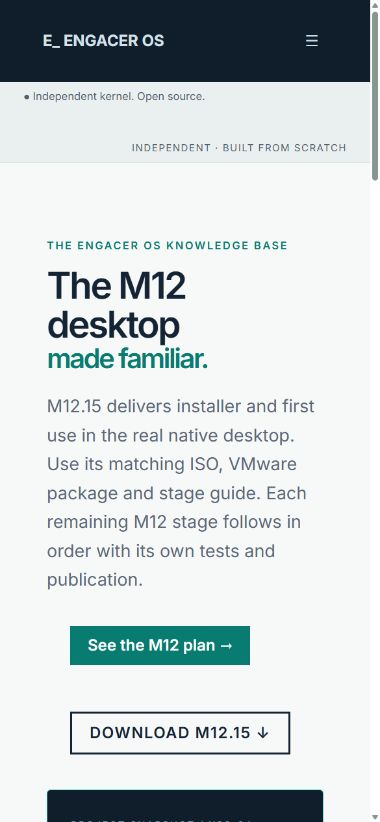 E_ ENGACER OS ☰
● Independent kernel. Open source.
INDEPENDENT · BUILT FROM SCRATCH
THE ENGACER OS KNOWLEDGE BASE
The M12
desktop
made familiar.
M12.15 delivers installer and first
use in the real native desktop.
Use its matching ISO, VMware
package and stage guide. Each
remaining M12 stage follows in
order with its own tests and
publication.
See the M12 plan →
DOWNLOAD M12.15 ↓